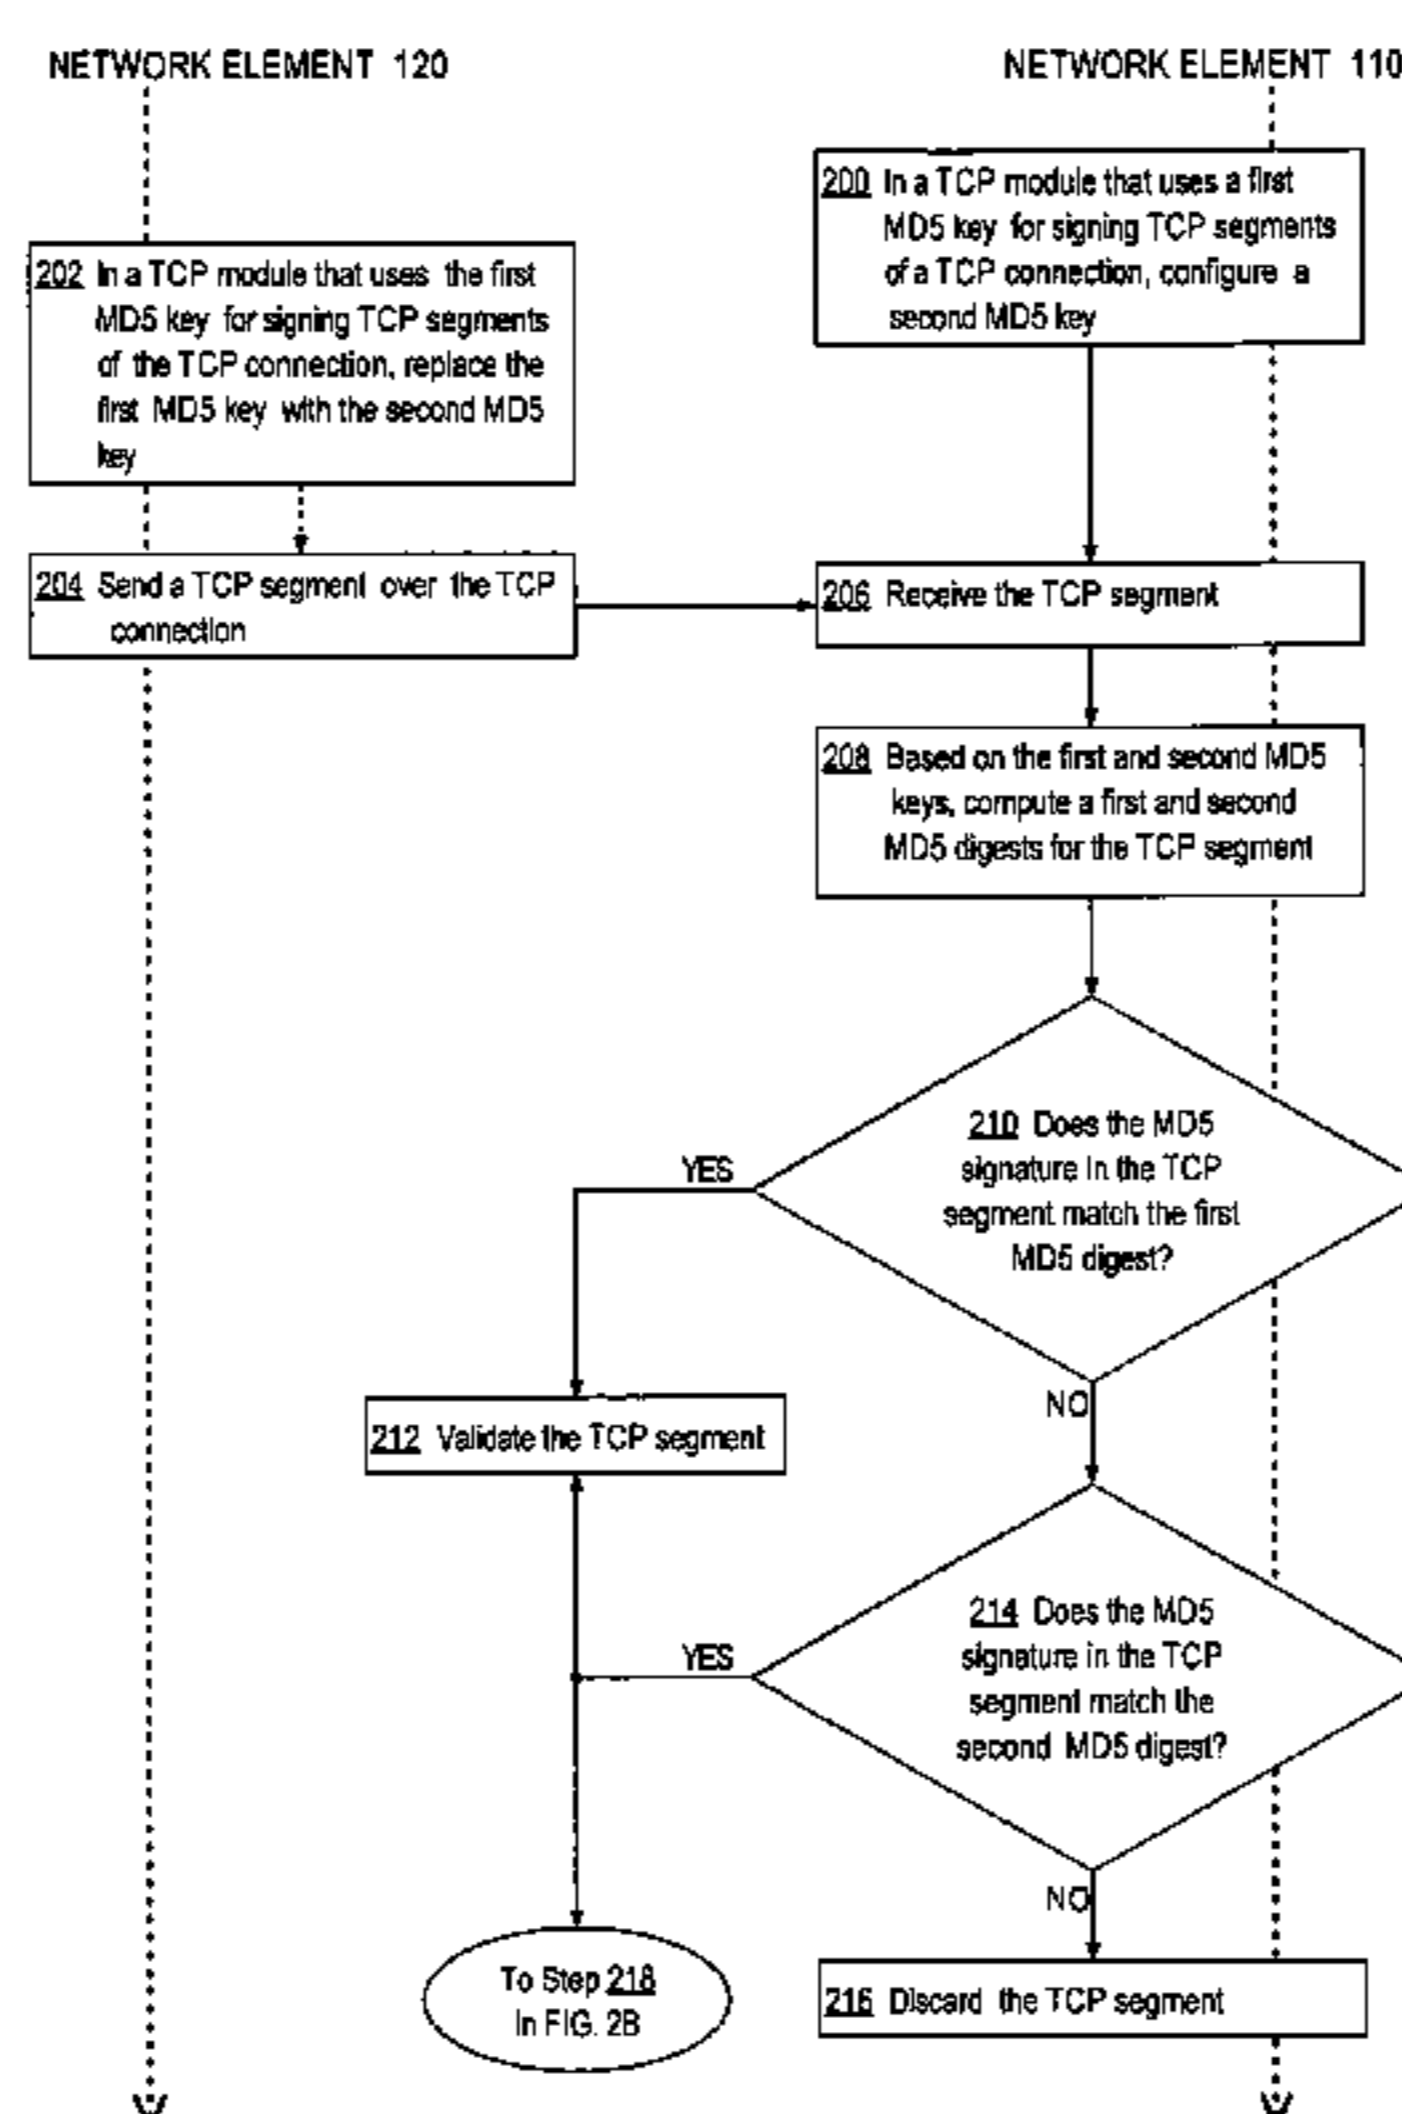 NETWORK ELEMENT 120
NETWORK ELEMENT 110
200 In a TCP module that uses a first
MD5 key for signing TCP segments
of a TCP connection, configure a
second MD5 key
202 In a TCP module that uses the first
MD5 key for signing TCP segments
of the TCP connection, replace the
first MD5 key with the second MD5
key
204 Send a TCP segment over the TCP
connection
206 Receive the TCP segment
208 Based on the first and second MD5
keys, compute a first and second
MD5 digests for the TCP segment
210 Does the MD5
signature in the TCP
segment match the first
MD5 digest?
YES
NO
212 Validate the TCP segment
214 Does the MD5
signature in the TCP
segment match the
second MD5 digest?
YES
NO
To Step 218
In FIG. 2B
216 Discard the TCP segment